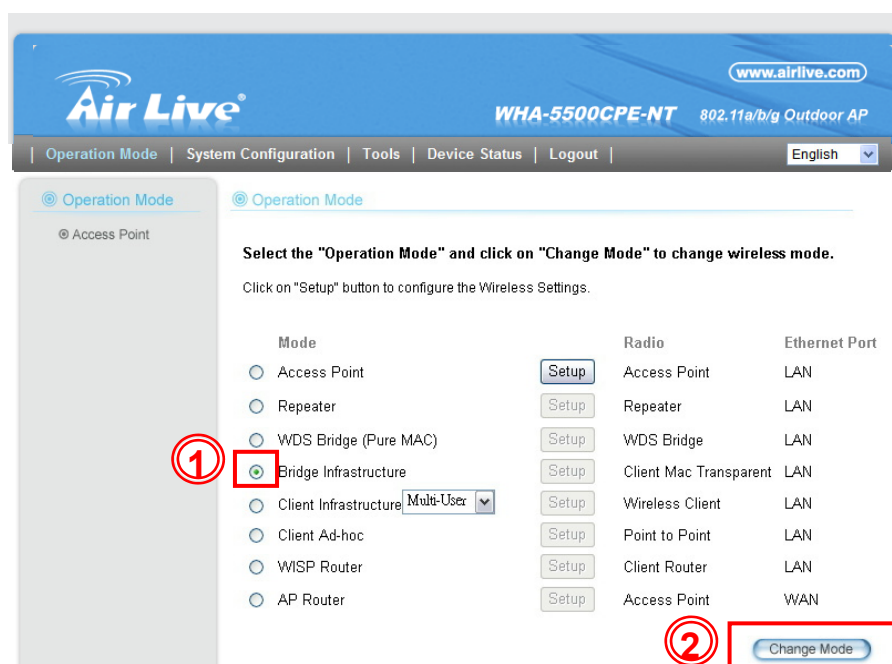 www.airlive.com
Air Live®
WHA-5500CPE-NT 802.11a/b/g Outdoor AP
| Operation Mode | System Configuration | Tools | Device Status | Logout | English
Operation Mode
Access Point
Operation Mode
Select the "Operation Mode" and click on "Change Mode" to change wireless mode.
Click on "Setup" button to configure the Wireless Settings.
Mode Radio Ethernet Port
Access Point Setup Access Point LAN
Repeater Setup Repeater LAN
WDS Bridge (Pure MAC) Setup WDS Bridge LAN
1 Bridge Infrastructure Setup Client Mac Transparent LAN
Client Infrastructure Multi-User Setup Wireless Client LAN
Client Ad-hoc Setup Point to Point LAN
WISP Router Setup Client Router LAN
AP Router Setup Access Point WAN
2 Change Mode